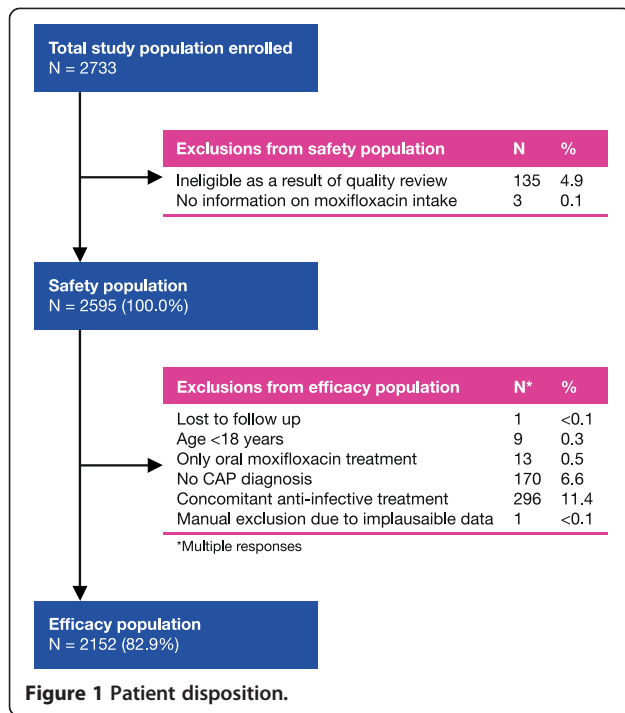 Total study population enrolled
N = 2733
Exclusions from safety population N %
Ineligible as a result of quality review 135 4.9
No information on moxifloxacin intake 3 0.1
Safety population
N = 2595 (100.0%)
Exclusions from efficacy population N* %
Lost to follow up 1 <0.1
Age <18 years 9 0.3
Only oral moxifloxacin treatment 13 0.5
No CAP diagnosis 170 6.6
Concomitant anti-infective treatment 296 11.4
Manual exclusion due to implausaible data 1 <0.1
*Multiple responses
Efficacy population
N = 2152 (82.9%)
Figure 1 Patient disposition.